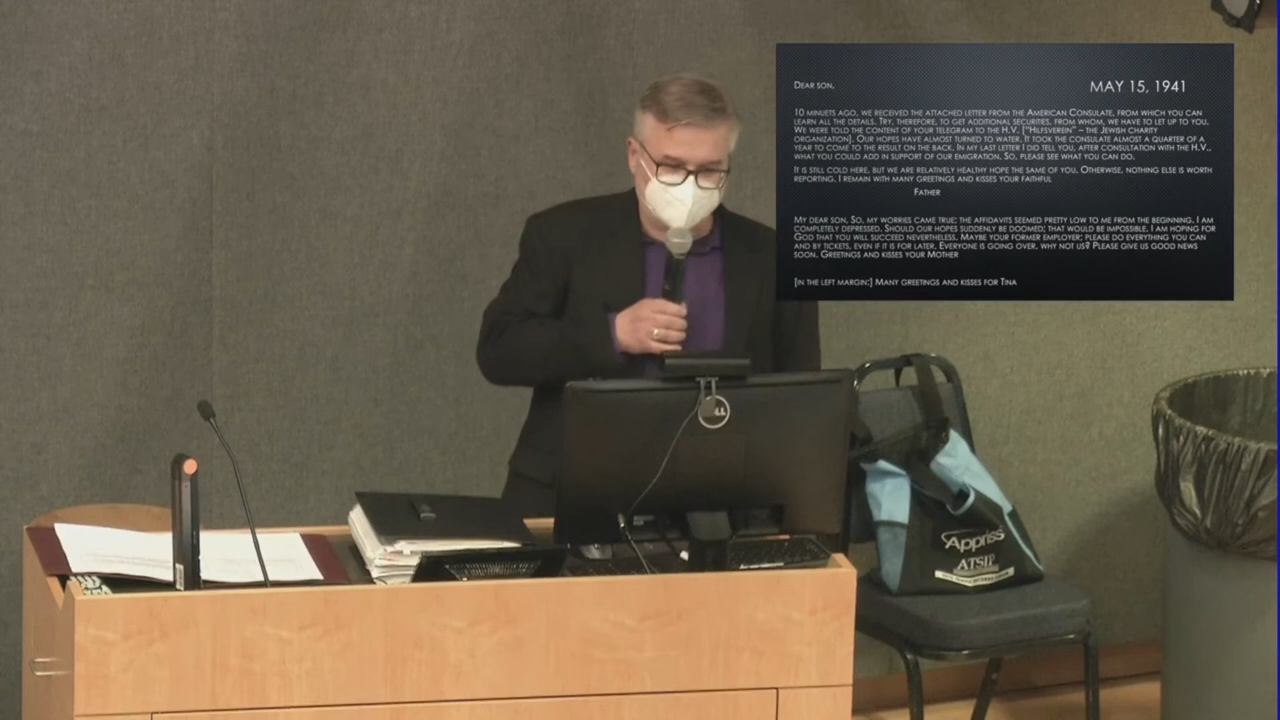 DEAR SON,
MAY 15, 1941
10 MINUETS AGO, WE RECEIVED THE ATTACHED LETTER FROM THE AMERICAN CONSULATE, FROM WHICH YOU CAN
LEARN ALL THE DETAILS. TRY, THEREFORE, TO GET ADDITIONAL SECURITIES, FROM WHOM, WE HAVE TO LET UP TO YOU.
WE WERE TOLD THE CONTENT OF YOUR TELEGRAM TO THE H.V. ["HILFSVEREIN" – THE JEWISH CHARITY
ORGANIZATION]. OUR HOPES HAVE ALMOST TURNED TO WATER. IT TOOK THE CONSULATE ALMOST A QUARTER OF A
YEAR TO COME TO THE RESULT ON THE BACK. IN MY LAST LETTER I DID TELL YOU, AFTER CONSULTATION WITH THE H.V.,
WHAT YOU COULD ADD IN SUPPORT OF OUR EMIGRATION. SO, PLEASE SEE WHAT YOU CAN DO.
IT IS STILL COLD HERE, BUT WE ARE RELATIVELY HEALTHY HOPE THE SAME OF YOU. OTHERWISE, NOTHING ELSE IS WORTH
REPORTING. I REMAIN WITH MANY GREETINGS AND KISSES YOUR FAITHFUL
FATHER
MY DEAR SON, SO, MY WORRIES CAME TRUE; THE AFFIDAVITS SEEMED PRETTY LOW TO ME FROM THE BEGINNING. I AM
COMPLETELY DEPRESSED. SHOULD OUR HOPES SUDDENLY BE DOOMED; THAT WOULD BE IMPOSSIBLE. I AM HOPING FOR
GOD THAT YOU WILL SUCCEED NEVERTHELESS. MAYBE YOUR FORMER EMPLOYER; PLEASE DO EVERYTHING YOU CAN
AND BY TICKETS, EVEN IF IT IS FOR LATER. EVERYONE IS GOING OVER, WHY NOT US? PLEASE GIVE US GOOD NEWS
SOON. GREETINGS AND KISSES YOUR MOTHER
[IN THE LEFT MARGIN:] MANY GREETINGS AND KISSES FOR TINA
Appriss
ATSIP